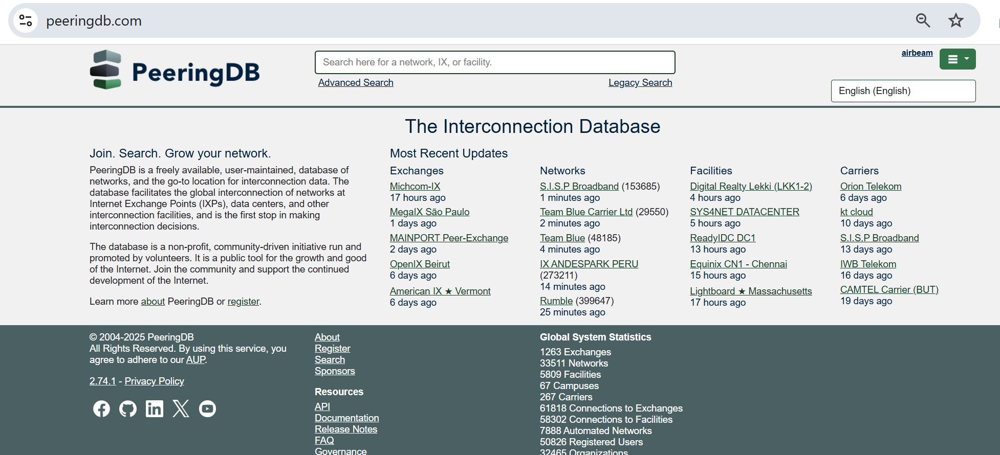 peeringdb.com
PeeringDB
Search here for a network, IX, or facility.
Advanced Search
Legacy Search
airbeam
English (English)
The Interconnection Database
Join. Search. Grow your network.
PeeringDB is a freely available, user-maintained, database of
networks, and the go-to location for interconnection data. The
database facilitates the global interconnection of networks at
Internet Exchange Points (IXPs), data centers, and other
interconnection facilities, and is the first stop in making
interconnection decisions.
The database is a non-profit, community-driven initiative run and
promoted by volunteers. It is a public tool for the growth and good
of the Internet. Join the community and support the continued
development of the Internet.
Learn more about PeeringDB or register.
Most Recent Updates
Exchanges
Michcom-IX
17 hours ago
MegaIX São Paulo
1 days ago
MAINPORT Peer-Exchange
2 days ago
OpenIX Beirut
6 days ago
American IX ★ Vermont
6 days ago
Networks
S.I.S.P Broadband (153685)
1 minutes ago
Team Blue Carrier Ltd (29550)
2 minutes ago
Team Blue (48185)
4 minutes ago
IX ANDESPARK PERU
(273211)
14 minutes ago
Rumble (399647)
25 minutes ago
Facilities
Digital Realty Lekki (LKK1-2)
4 hours ago
SYS4NET DATACENTER
5 hours ago
ReadyIDC DC1
13 hours ago
Equinix CN1 - Chennai
15 hours ago
Lightboard ★ Massachusetts
17 hours ago
Carriers
Orion Telekom
6 days ago
kt cloud
10 days ago
S.I.S.P Broadband
13 days ago
IWB Telekom
16 days ago
CAMTEL Carrier (BUT)
19 days ago
© 2004-2025 PeeringDB
All Rights Reserved. By using this service, you
agree to adhere to our AUP.
2.74.1 - Privacy Policy
About
Register
Search
Sponsors
Resources
API
Documentation
Release Notes
FAQ
Governance
Global System Statistics
1263 Exchanges
33511 Networks
5809 Facilities
67 Campuses
267 Carriers
61818 Connections to Exchanges
58302 Connections to Facilities
7888 Automated Networks
50826 Registered Users
32465 Organizations